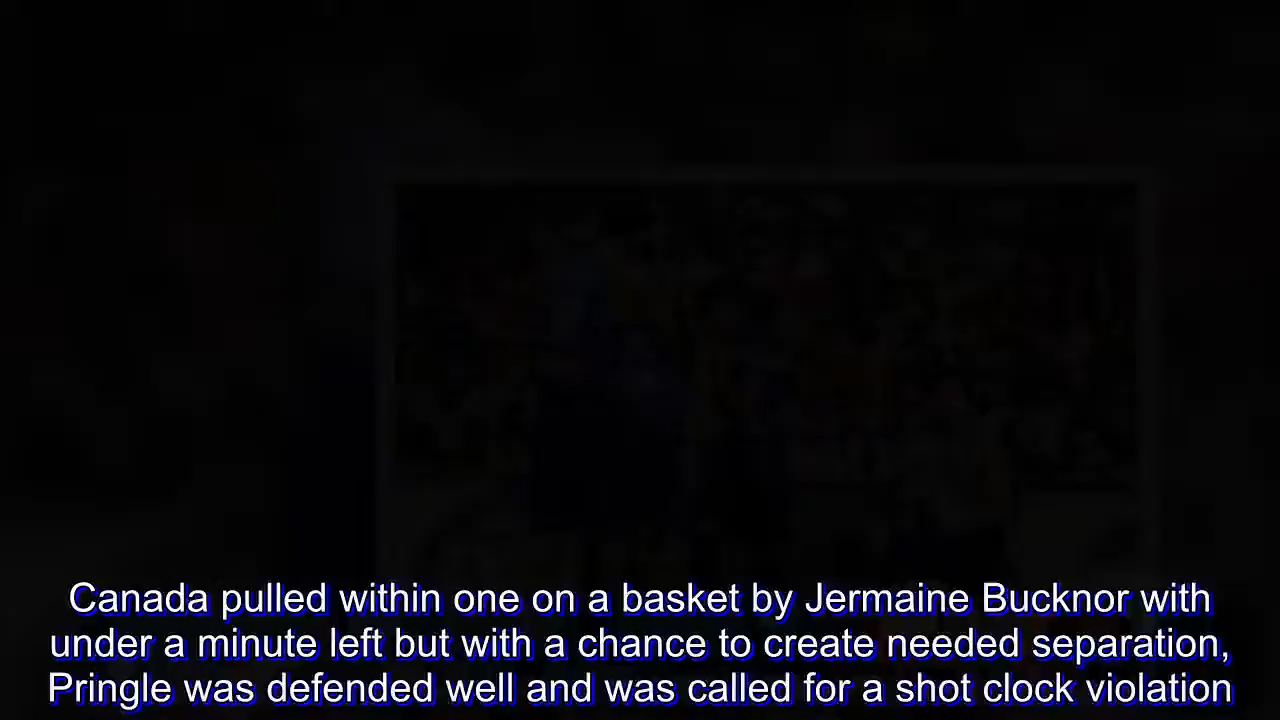 Canada pulled within one on a basket by Jermaine Bucknor with
under a minute left but with a chance to create needed separation,
Pringle was defended well and was called for a shot clock violation